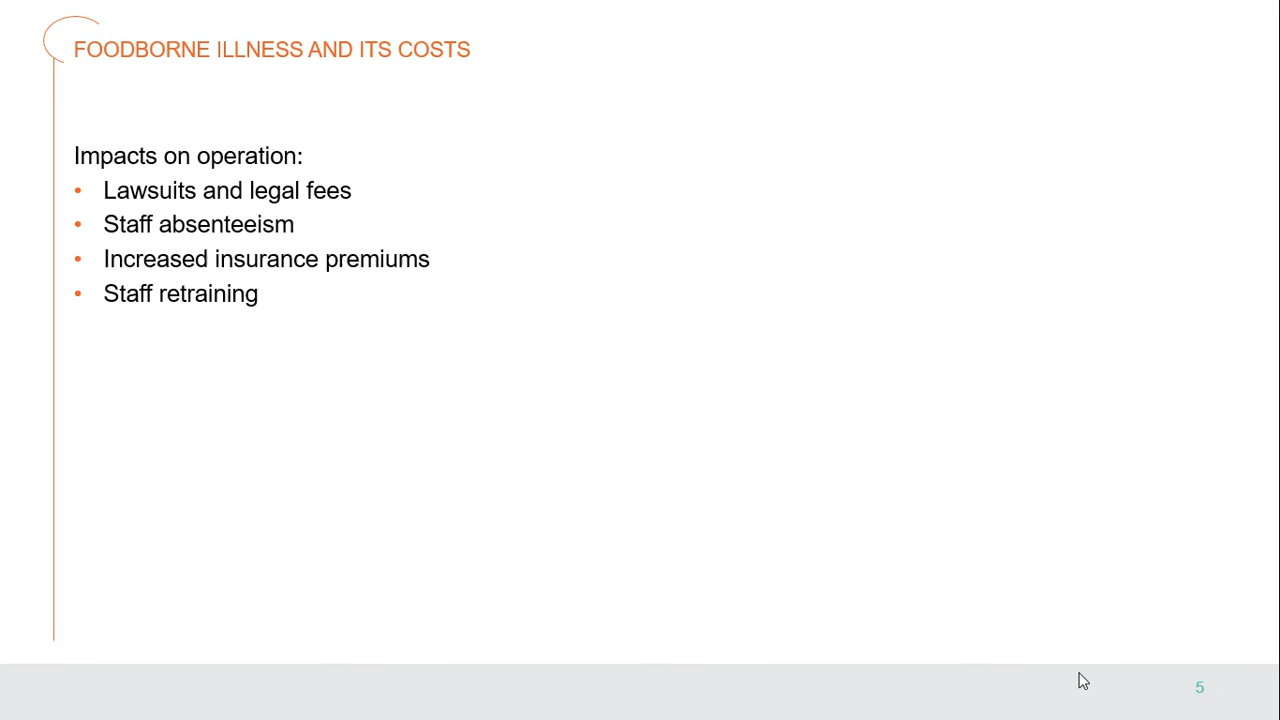 FOODBORNE ILLNESS AND ITS COSTS
Impacts on operation:
• Lawsuits and legal fees
• Staff absenteeism
• Increased insurance premiums
• Staff retraining
5